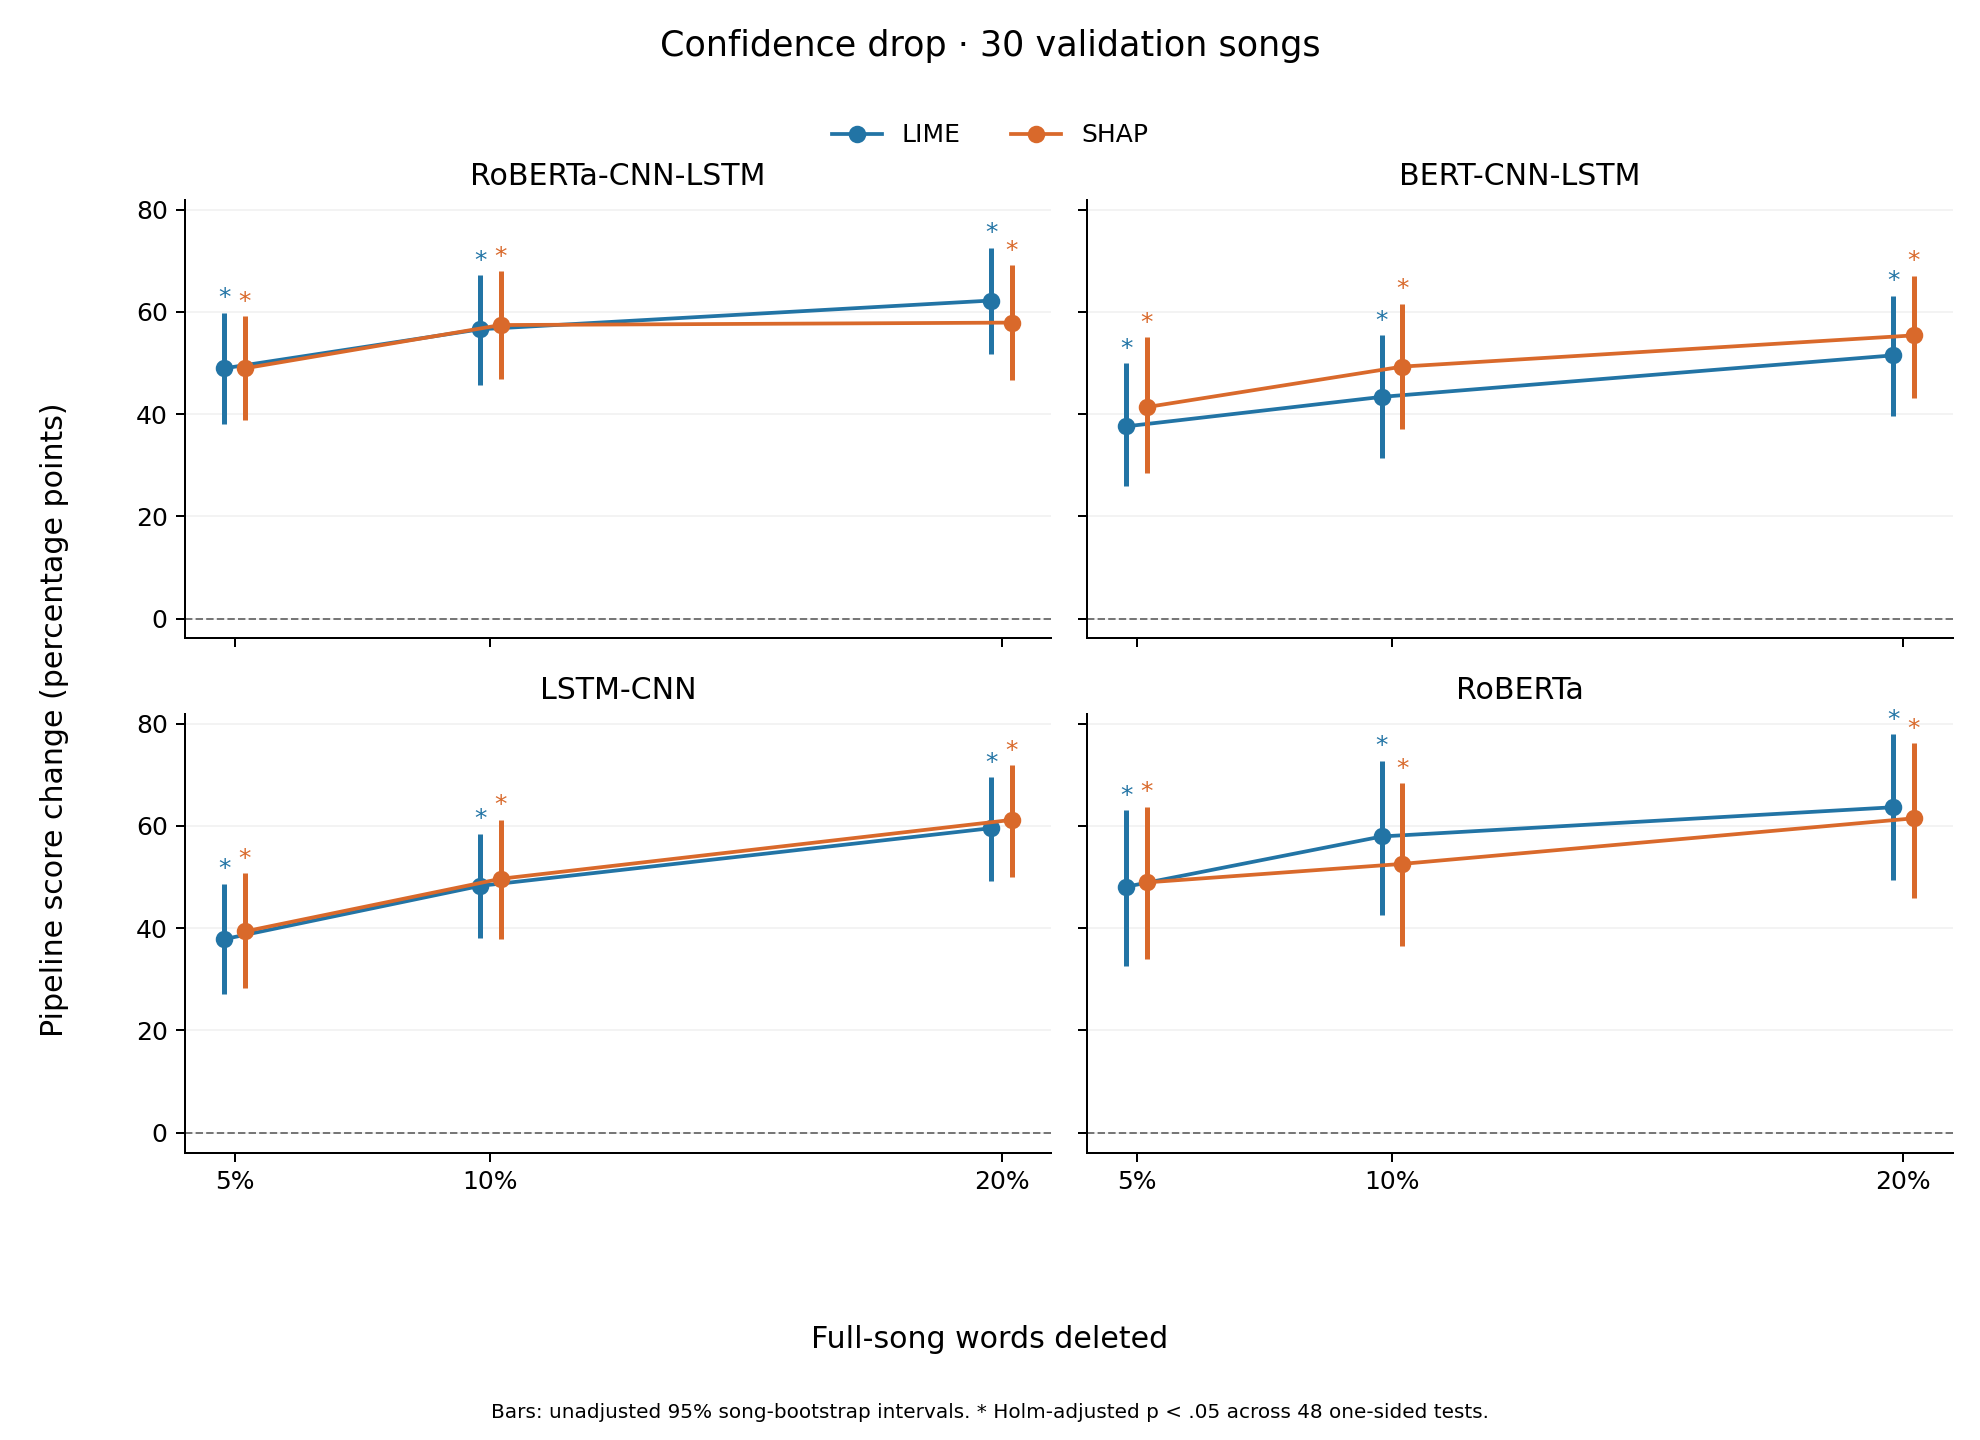 Confidence drop · 30 validation songs
LIME SHAP
RoBERTa-CNN-LSTM
BERT-CNN-LSTM
80
60
40
20
0
* * * * * *
* * * * * *
LSTM-CNN
RoBERTa
80
60
40
20
0
* * * * * *
* * * * * *
5% 10% 20%
5% 10% 20%
Pipeline score change (percentage points)
Full-song words deleted
Bars: unadjusted 95% song-bootstrap intervals. * Holm-adjusted p < .05 across 48 one-sided tests.